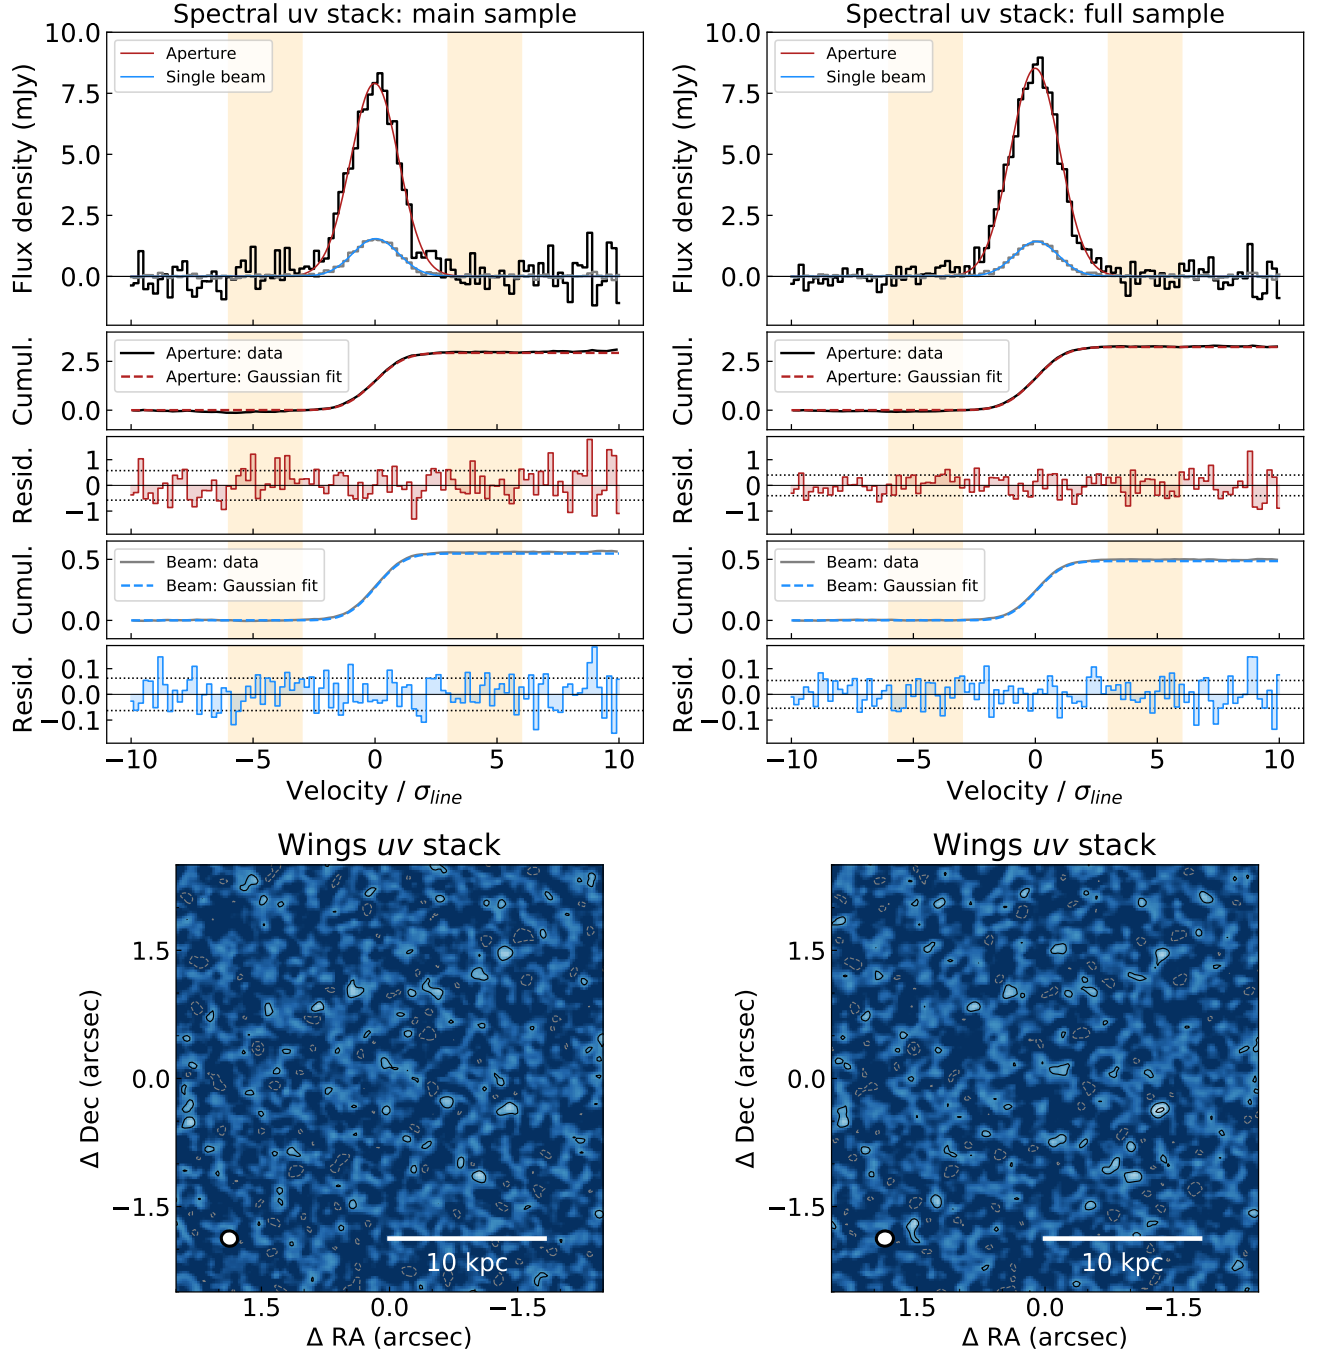 Spectral uv stack: main sample
10.0
7.5
5.0
2.5
0.0
Flux density (mJy)
Aperture
Single beam
2.5
0.0
Cumul.
Aperture: data
Aperture: Gaussian fit
1
0
−1
Resid.
0.5
0.0
Cumul.
Beam: data
Beam: Gaussian fit
0.1
0.0
−0.1
Resid.
−10 −5 0 5 10
Velocity / σline
Spectral uv stack: full sample
10.0
7.5
5.0
2.5
0.0
Flux density (mJy)
Aperture
Single beam
2.5
0.0
Cumul.
Aperture: data
Aperture: Gaussian fit
1
0
−1
Resid.
0.5
0.0
Cumul.
Beam: data
Beam: Gaussian fit
0.1
0.0
−0.1
Resid.
−10 −5 0 5 10
Velocity / σline
Wings uv stack
1.5
0.0
−1.5
Δ Dec (arcsec)
10 kpc
1.5 0.0 −1.5
Δ RA (arcsec)
Wings uv stack
1.5
0.0
−1.5
Δ Dec (arcsec)
10 kpc
1.5 0.0 −1.5
Δ RA (arcsec)